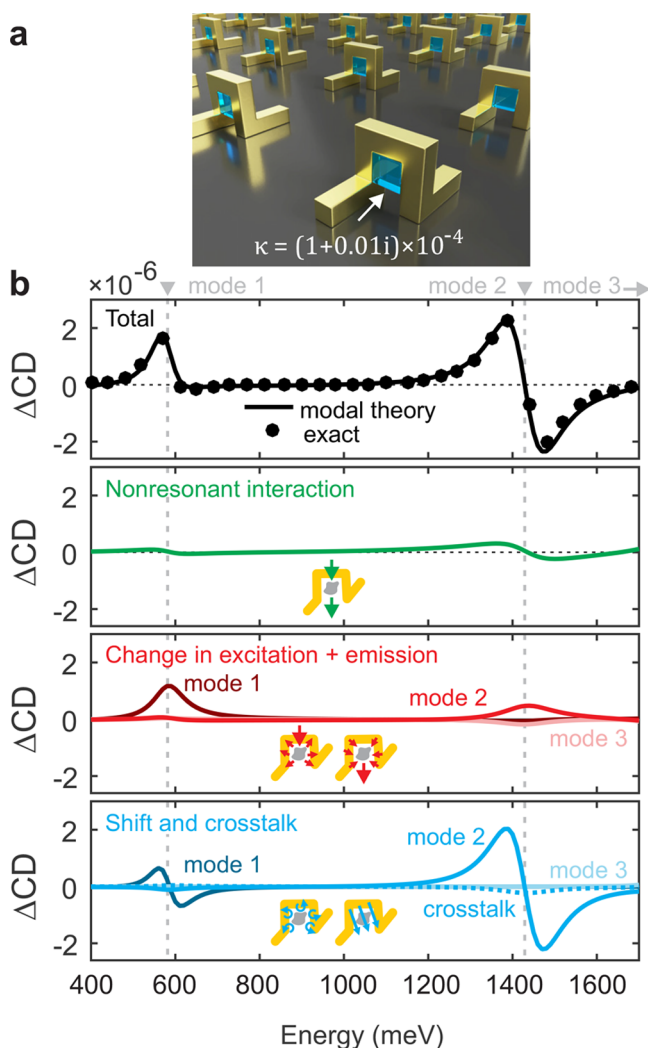 a
κ = (1+0.01i)×10⁻⁴
b
×10⁻⁶
mode 1
mode 2
mode 3
Total
2
0
-2
ΔCD
modal theory
exact
Nonresonant interaction
2
0
-2
ΔCD
Change in excitation + emission
mode 1
mode 2
mode 3
2
0
-2
ΔCD
Shift and crosstalk
mode 1
mode 2
mode 3
crosstalk
2
0
-2
ΔCD
400 600 800 1000 1200 1400 1600
Energy (meV)